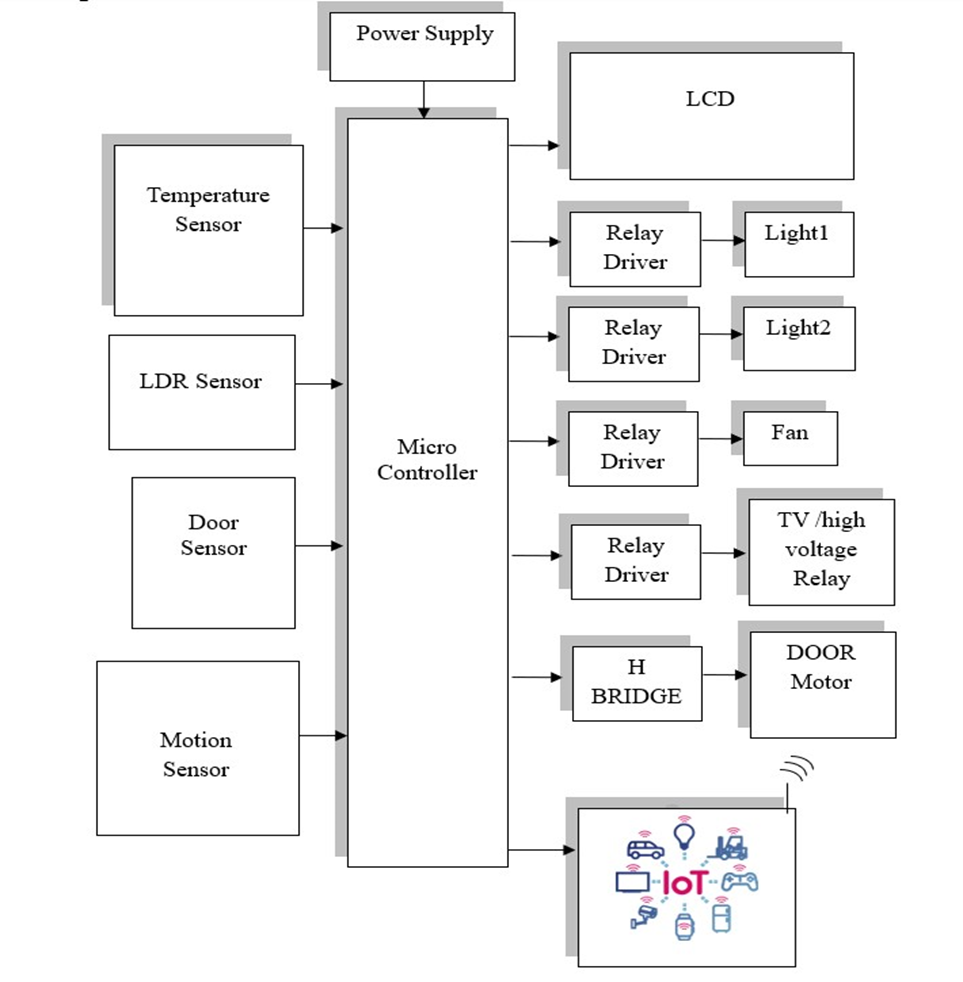 Power Supply
LCD
Temperature
Sensor
Relay
Driver
Light1
Relay
Driver
Light2
LDR Sensor
Micro
Controller
Relay
Driver
Fan
Door
Sensor
Relay
Driver
TV /high
voltage
Relay
H
BRIDGE
DOOR
Motor
Motion
Sensor
IoT